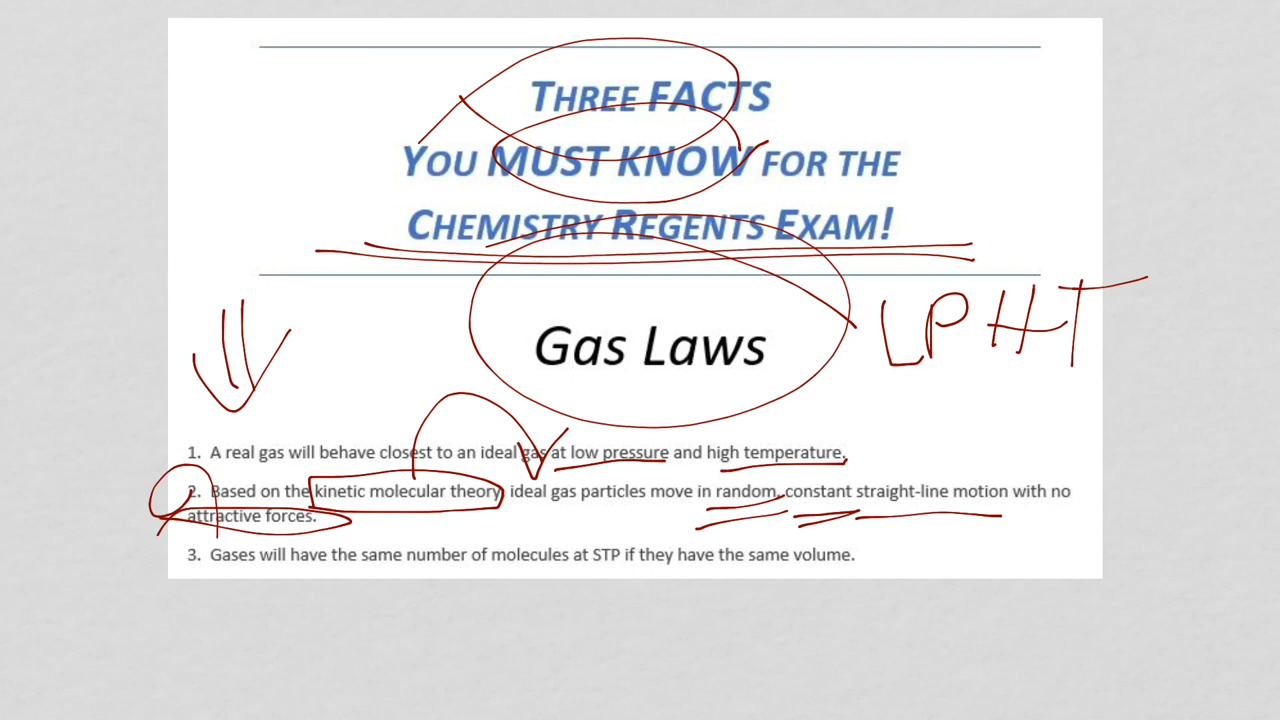 THREE FACTS
YOU MUST KNOW FOR THE
CHEMISTRY REGENTS EXAM!
Gas Laws
LPHT
1. A real gas will behave closest to an ideal gas at low pressure and high temperature.
2. Based on the kinetic molecular theory, ideal gas particles move in random, constant straight-line motion with no
attractive forces.
3. Gases will have the same number of molecules at STP if they have the same volume.